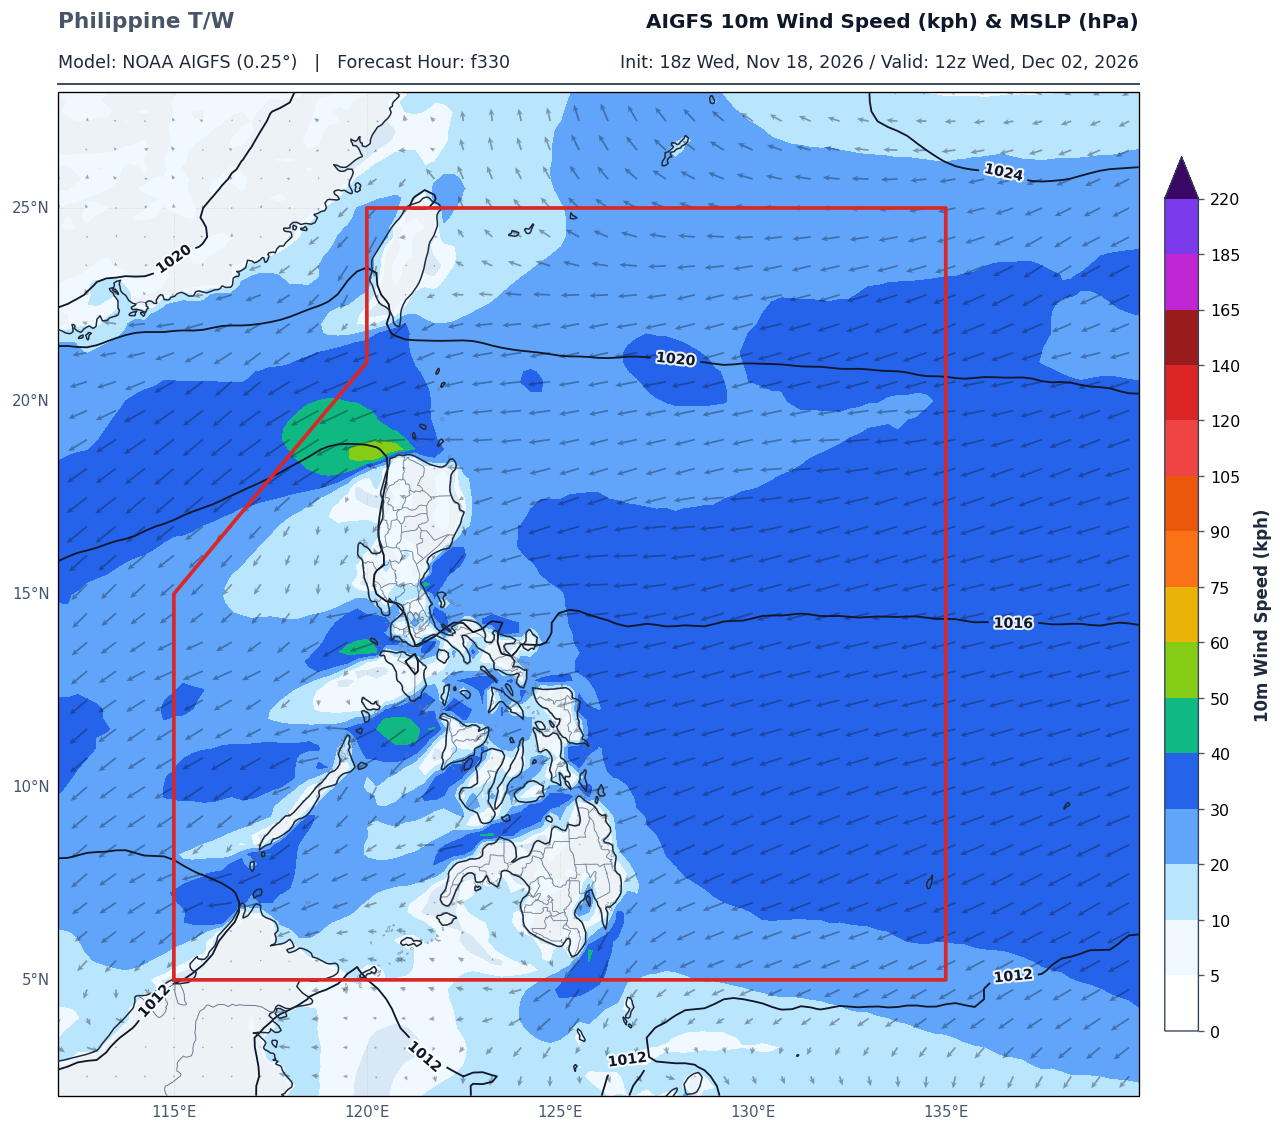 Philippine T/W
AIGFS 10m Wind Speed (kph) & MSLP (hPa)
Model: NOAA AIGFS (0.25°) | Forecast Hour: f330
Init: 18z Wed, Nov 18, 2026 / Valid: 12z Wed, Dec 02, 2026
1024
1020
1020
1016
1012
1012
1012
1012
25°N
20°N
15°N
10°N
5°N
115°E
120°E
125°E
130°E
135°E
220
185
165
140
120
105
90
75
60
50
40
30
20
10
5
0
10m Wind Speed (kph)